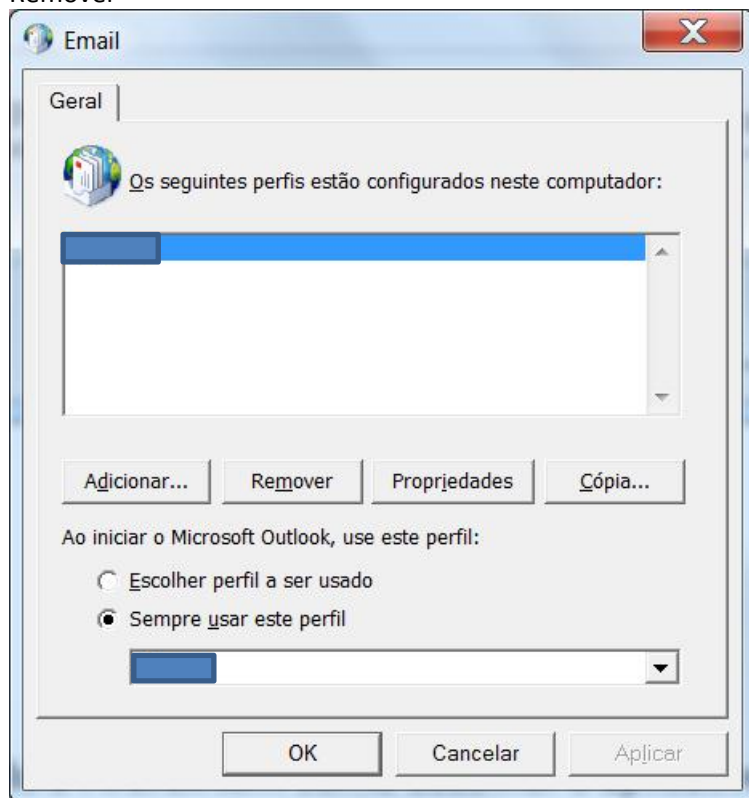 Remover
Email
Geral
Os seguintes perfis estão configurados neste computador:
Adicionar... Remover Propriedades Cópia...
Ao iniciar o Microsoft Outlook, use este perfil:
Escolher perfil a ser usado
Sempre usar este perfil
OK Cancelar Aplicar